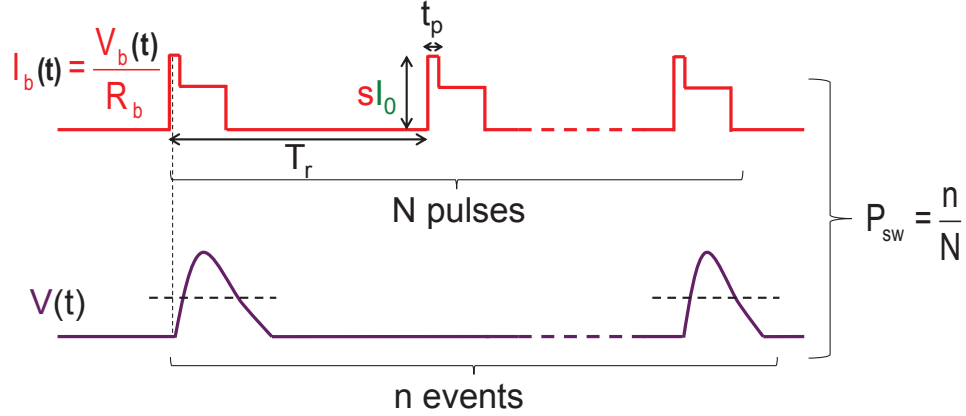 t_p
I_b(t) = V_b(t) / R_b
sI_0
T_r
N pulses
P_sw = n / N
V(t)
n events